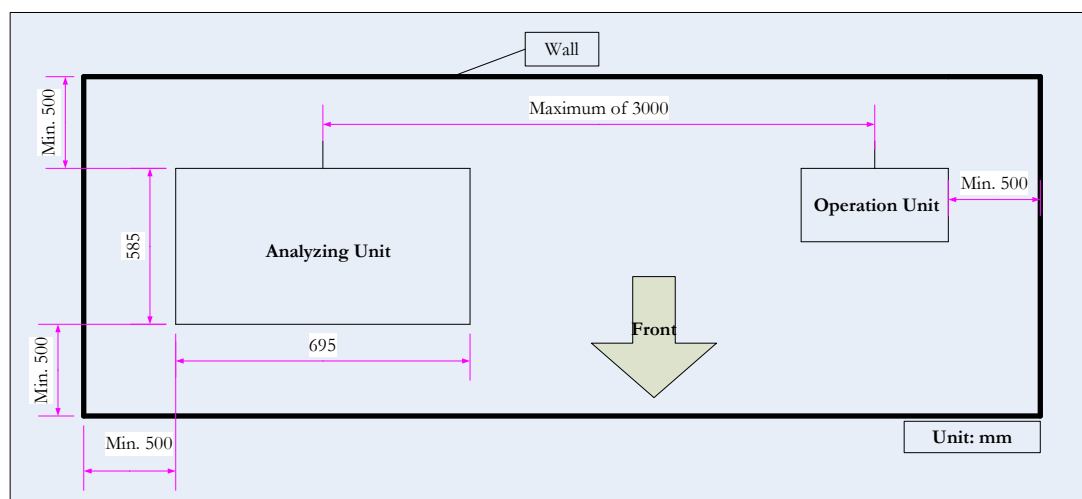 Wall
Min. 500
Maximum of 3000
Min. 500
Operation Unit
585
Analyzing Unit
Front
695
Min. 500
Min. 500
Unit: mm